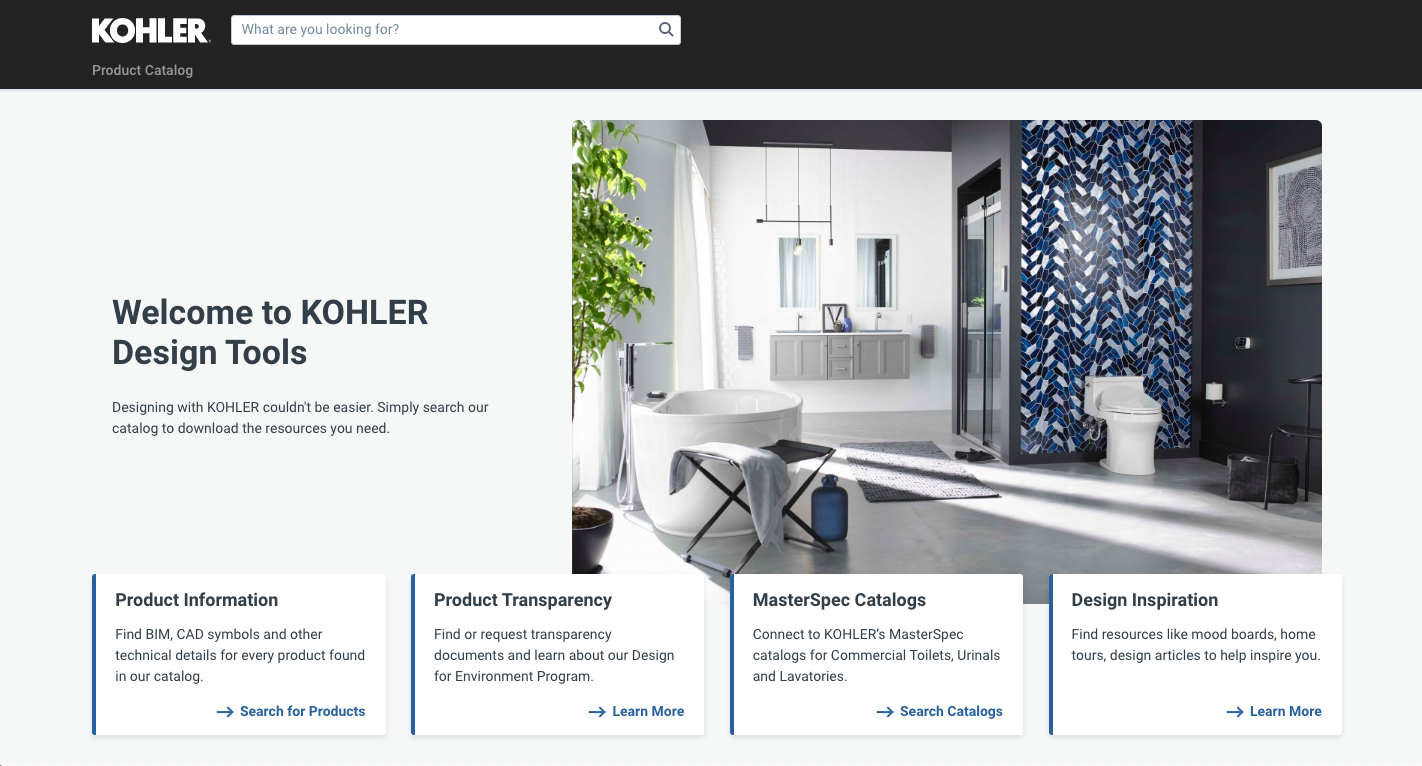 KOHLER
What are you looking for?
Product Catalog
Welcome to KOHLER
Design Tools
Designing with KOHLER couldn't be easier. Simply search our
catalog to download the resources you need.
Product Information
Find BIM, CAD symbols and other
technical details for every product found
in our catalog.
Search for Products
Product Transparency
Find or request transparency
documents and learn about our Design
for Environment Program.
Learn More
MasterSpec Catalogs
Connect to KOHLER's MasterSpec
catalogs for Commercial Toilets, Urinals
and Lavatories.
Search Catalogs
Design Inspiration
Find resources like mood boards, home
tours, design articles to help inspire you.
Learn More